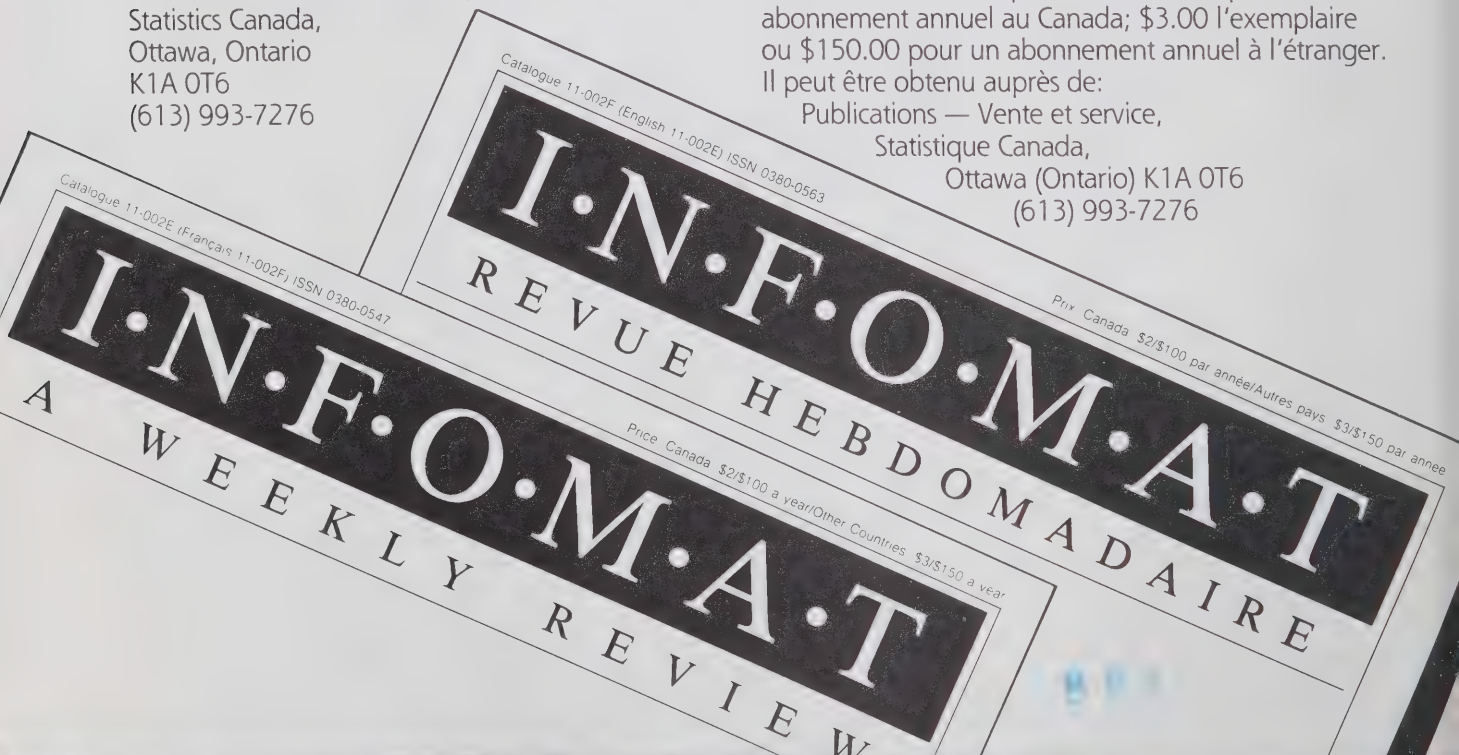 Statistics Canada,
Ottawa, Ontario
K1A 0T6
(613) 993-7276
abonnement annuel au Canada; $3.00 l'exemplaire
ou $150.00 pour un abonnement annuel à l'étranger.
Il peut être obtenu auprès de:
Publications — Vente et service,
Statistique Canada,
Ottawa (Ontario) K1A 0T6
(613) 993-7276
Catalogue 11-002F (English 11-002E) ISSN 0380-0563
I·N·F·O·M·A·T
Prix Canada $2/$100 par année/Autres pays $3/$150 par année
REVUE HEBDOMADAIRE
Catalogue 11-002E (Français 11-002F) ISSN 0380-0547
I·N·F·O·M·A·T
Price Canada $2/$100 a year/Other Countries $3/$150 a year
A WEEKLY REVIEW